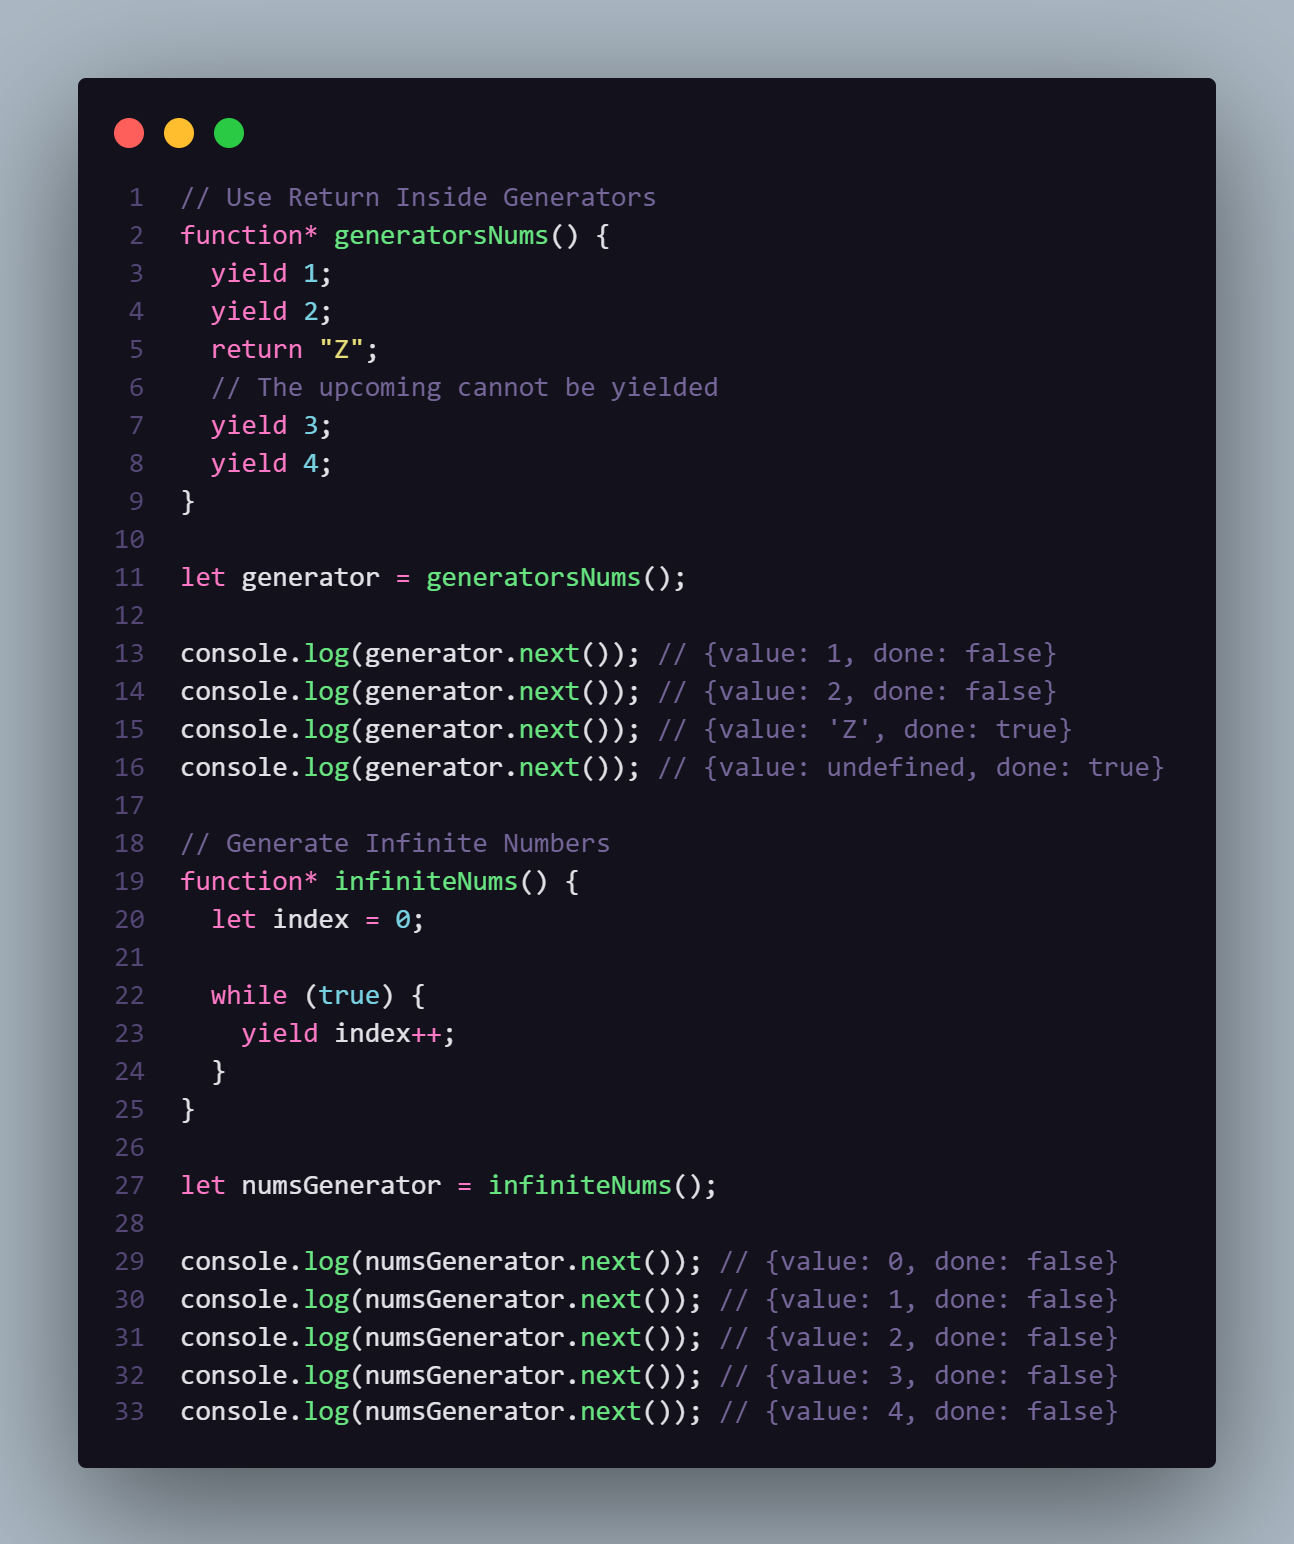 1 // Use Return Inside Generators
2 function* generatorsNums() {
3   yield 1;
4   yield 2;
5   return "Z";
6   // The upcoming cannot be yielded
7   yield 3;
8   yield 4;
9 }
10
11 let generator = generatorsNums();
12
13 console.log(generator.next()); // {value: 1, done: false}
14 console.log(generator.next()); // {value: 2, done: false}
15 console.log(generator.next()); // {value: 'Z', done: true}
16 console.log(generator.next()); // {value: undefined, done: true}
17
18 // Generate Infinite Numbers
19 function* infiniteNums() {
20   let index = 0;
21
22   while (true) {
23     yield index++;
24   }
25 }
26
27 let numsGenerator = infiniteNums();
28
29 console.log(numsGenerator.next()); // {value: 0, done: false}
30 console.log(numsGenerator.next()); // {value: 1, done: false}
31 console.log(numsGenerator.next()); // {value: 2, done: false}
32 console.log(numsGenerator.next()); // {value: 3, done: false}
33 console.log(numsGenerator.next()); // {value: 4, done: false}